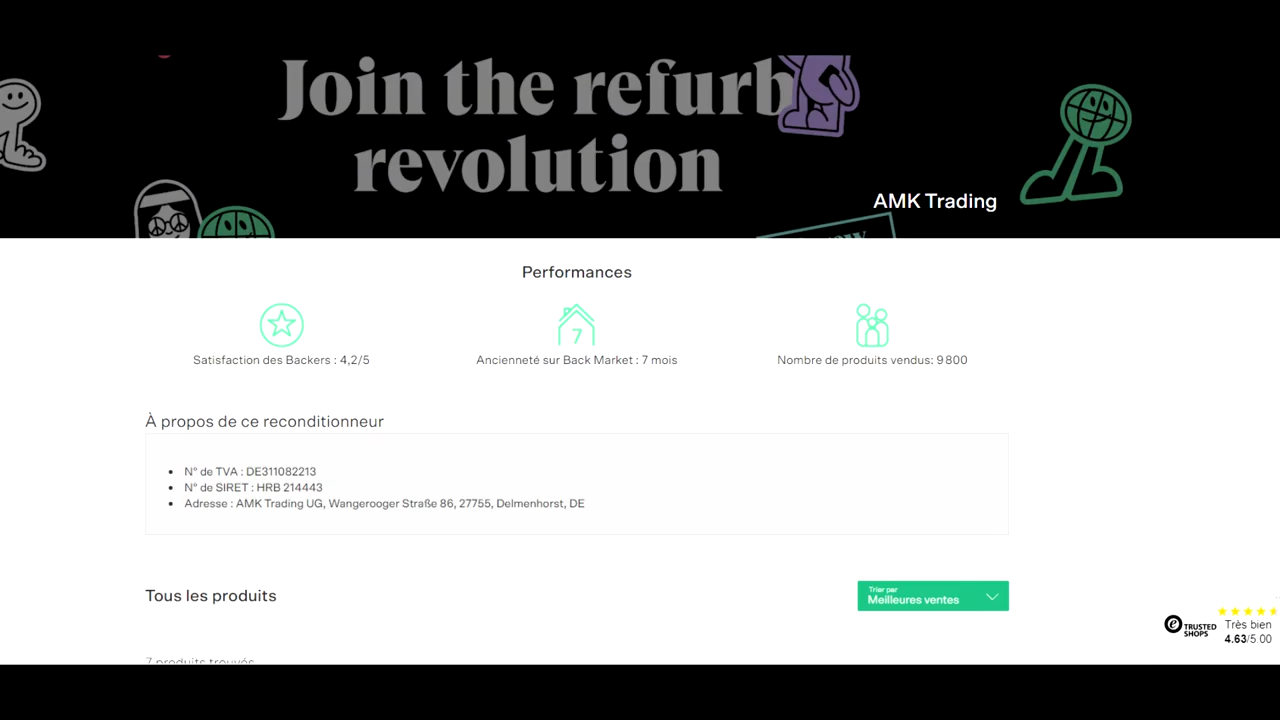 Join the refurb
revolution
AMK Trading
Performances
7
Satisfaction des Backers : 4,2/5
Ancienneté sur Back Market : 7 mois
Nombre de produits vendus: 9 800
À propos de ce reconditionneur
• N° de TVA : DE311082213
• N° de SIRET : HRB 214443
• Adresse : AMK Trading UG, Wangerooger Straße 86, 27755, Delmenhorst, DE
Tous les produits
Trier par
Meilleures ventes
7 produits trouvés
e TRUSTED
SHOPS
Très bien
4.63/5.00